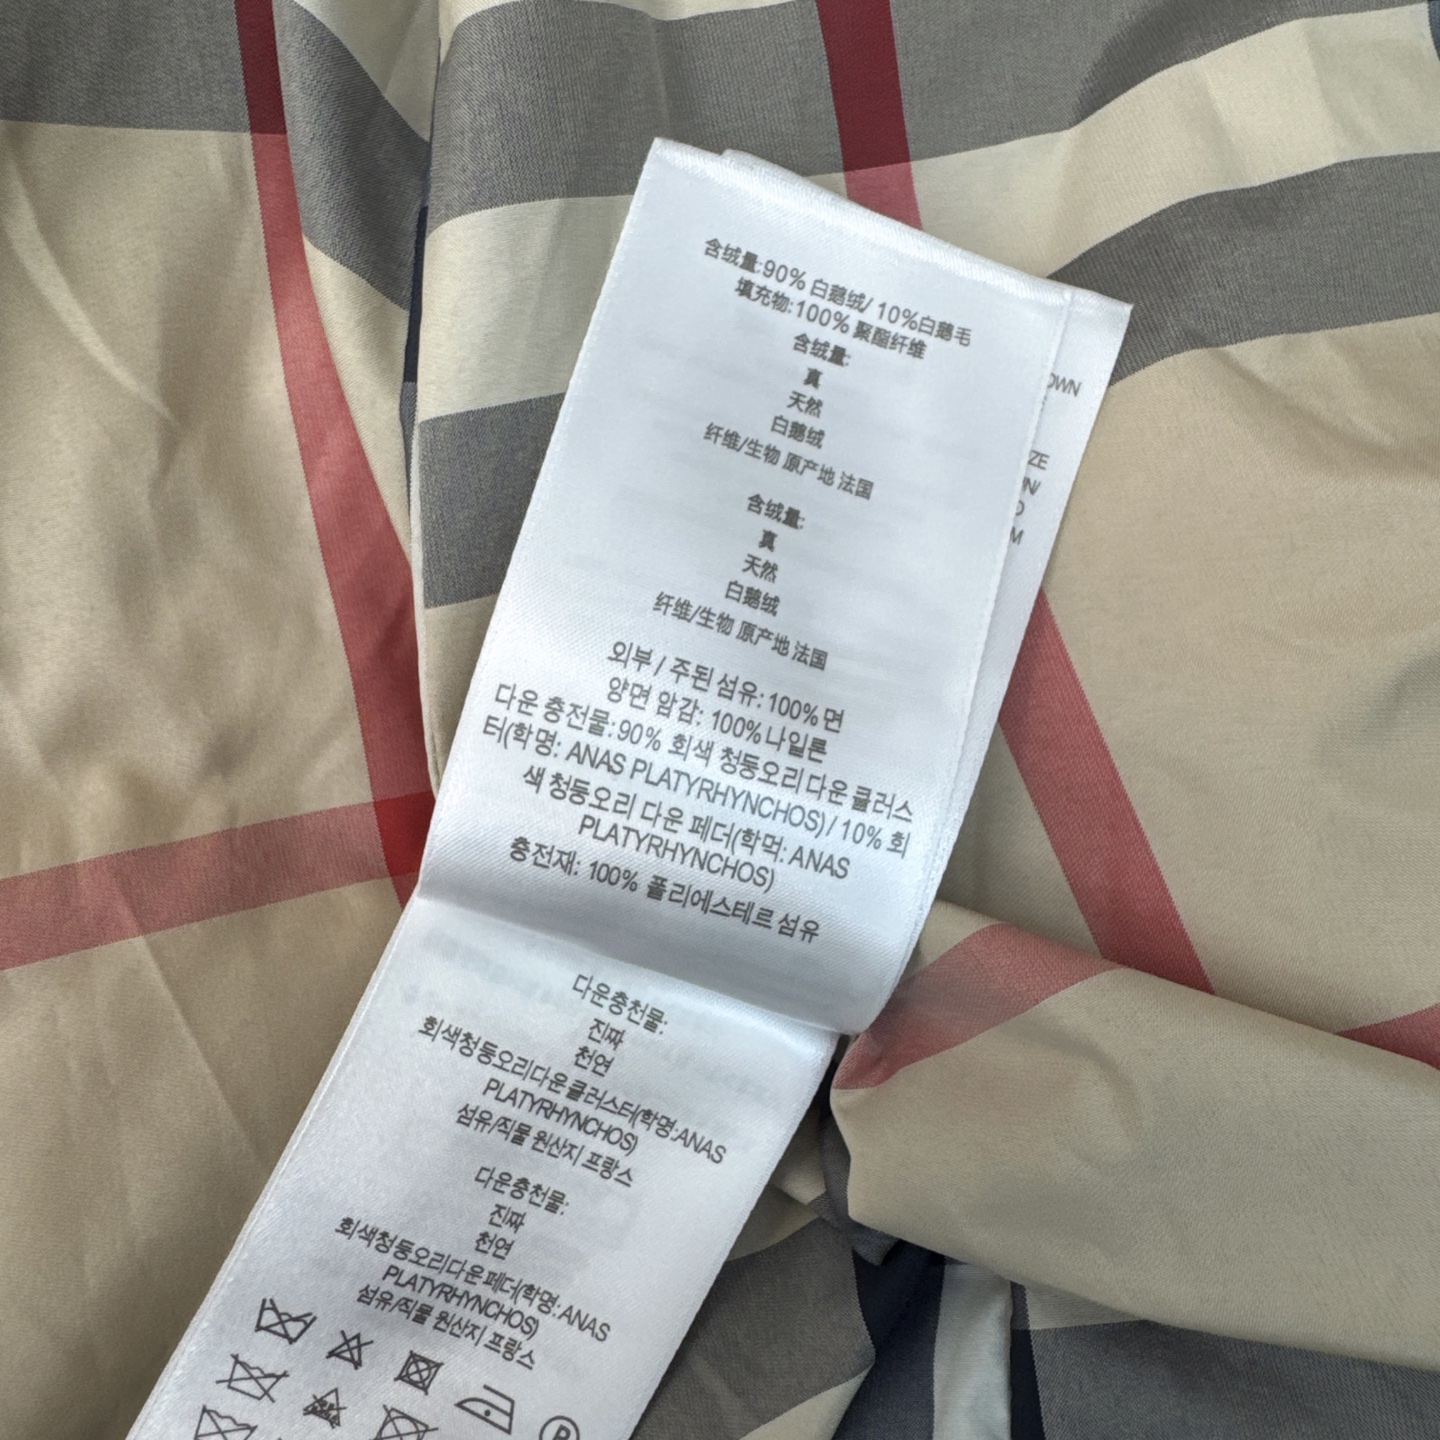 含绒量:90% 白鹅绒/ 10%白鹅毛
填充物:100% 聚酯纤维
含绒量:
真
天然
白鹅绒
纤维/生物 原产地 法国
含绒量:
真
天然
白鹅绒
纤维/生物 原产地 法国
외부 / 주된 섬유: 100% 면
양면 암감: 100% 나일론
다운 충전물:90% 회색 청둥오리 다운 클러스
터(학명: ANAS PLATYRHYNCHOS) / 10% 회
색 청둥오리 다운 페더(학먹: ANAS
PLATYRHYNCHOS)
충전재: 100% 폴리에스테르 섬유
다운충천물:
진짜
천연
회색청둥오리다운클러스터(학명:ANAS
PLATYRHYNCHOS)
섬유/직물 원산지 프랑스
다운충천물:
진짜
천연
회색청둥오리다운페더(학명:ANAS
PLATYRHYNCHOS)
섬유/직물 원산지 프랑스
P